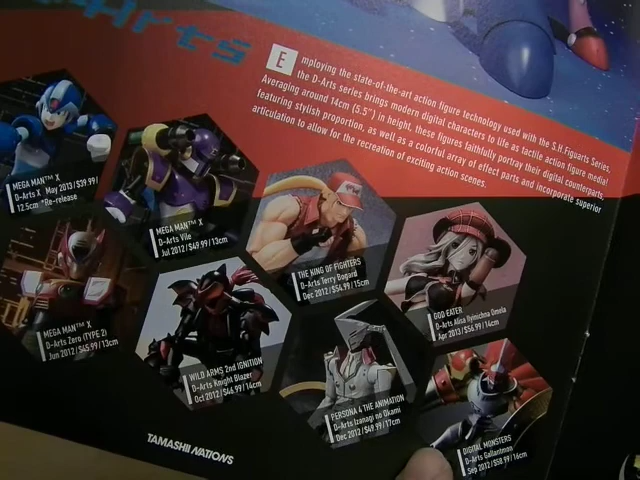 Arts
Employing the state-of-the-art action figure technology used with the S.H.Figuarts Series,
the D-Arts series brings modern digital characters to life as tactile action figure media!
Averaging around 14cm (5.5") in height, these figures faithfully portray their digital counterparts,
featuring stylish proportion, as well as a colorful array of effect parts and incorporate superior
articulation to allow for the recreation of exciting action scenes.
MEGA MAN™ X
D-Arts X May 2013/$39.99/
12.5cm *Re-release
MEGA MAN™ X
D-Arts Vile
Jul 2012/$49.99/13cm
THE KING OF FIGHTERS
D-Arts Terry Bogard
Dec 2012/$54.99/15cm
GOD EATER
D-Arts Alisa Ilyinichna Omela
Apr 2013/$56.99/14cm
MEGA MAN™ X
D-Arts Zero (TYPE 2)
Jun 2012/$45.99/13cm
WILD ARMS 2nd IGNITION
D-Arts Knight Blazer
Oct 2012/$46.99/14cm
PERSONA 4 THE ANIMATION
D-Arts Izanagi no Okami
Dec 2012/$49.99/17cm
DIGITAL MONSTERS
D-Arts Gallantmon
Sep 2012/$58.99/16cm
TAMASHII NATIONS